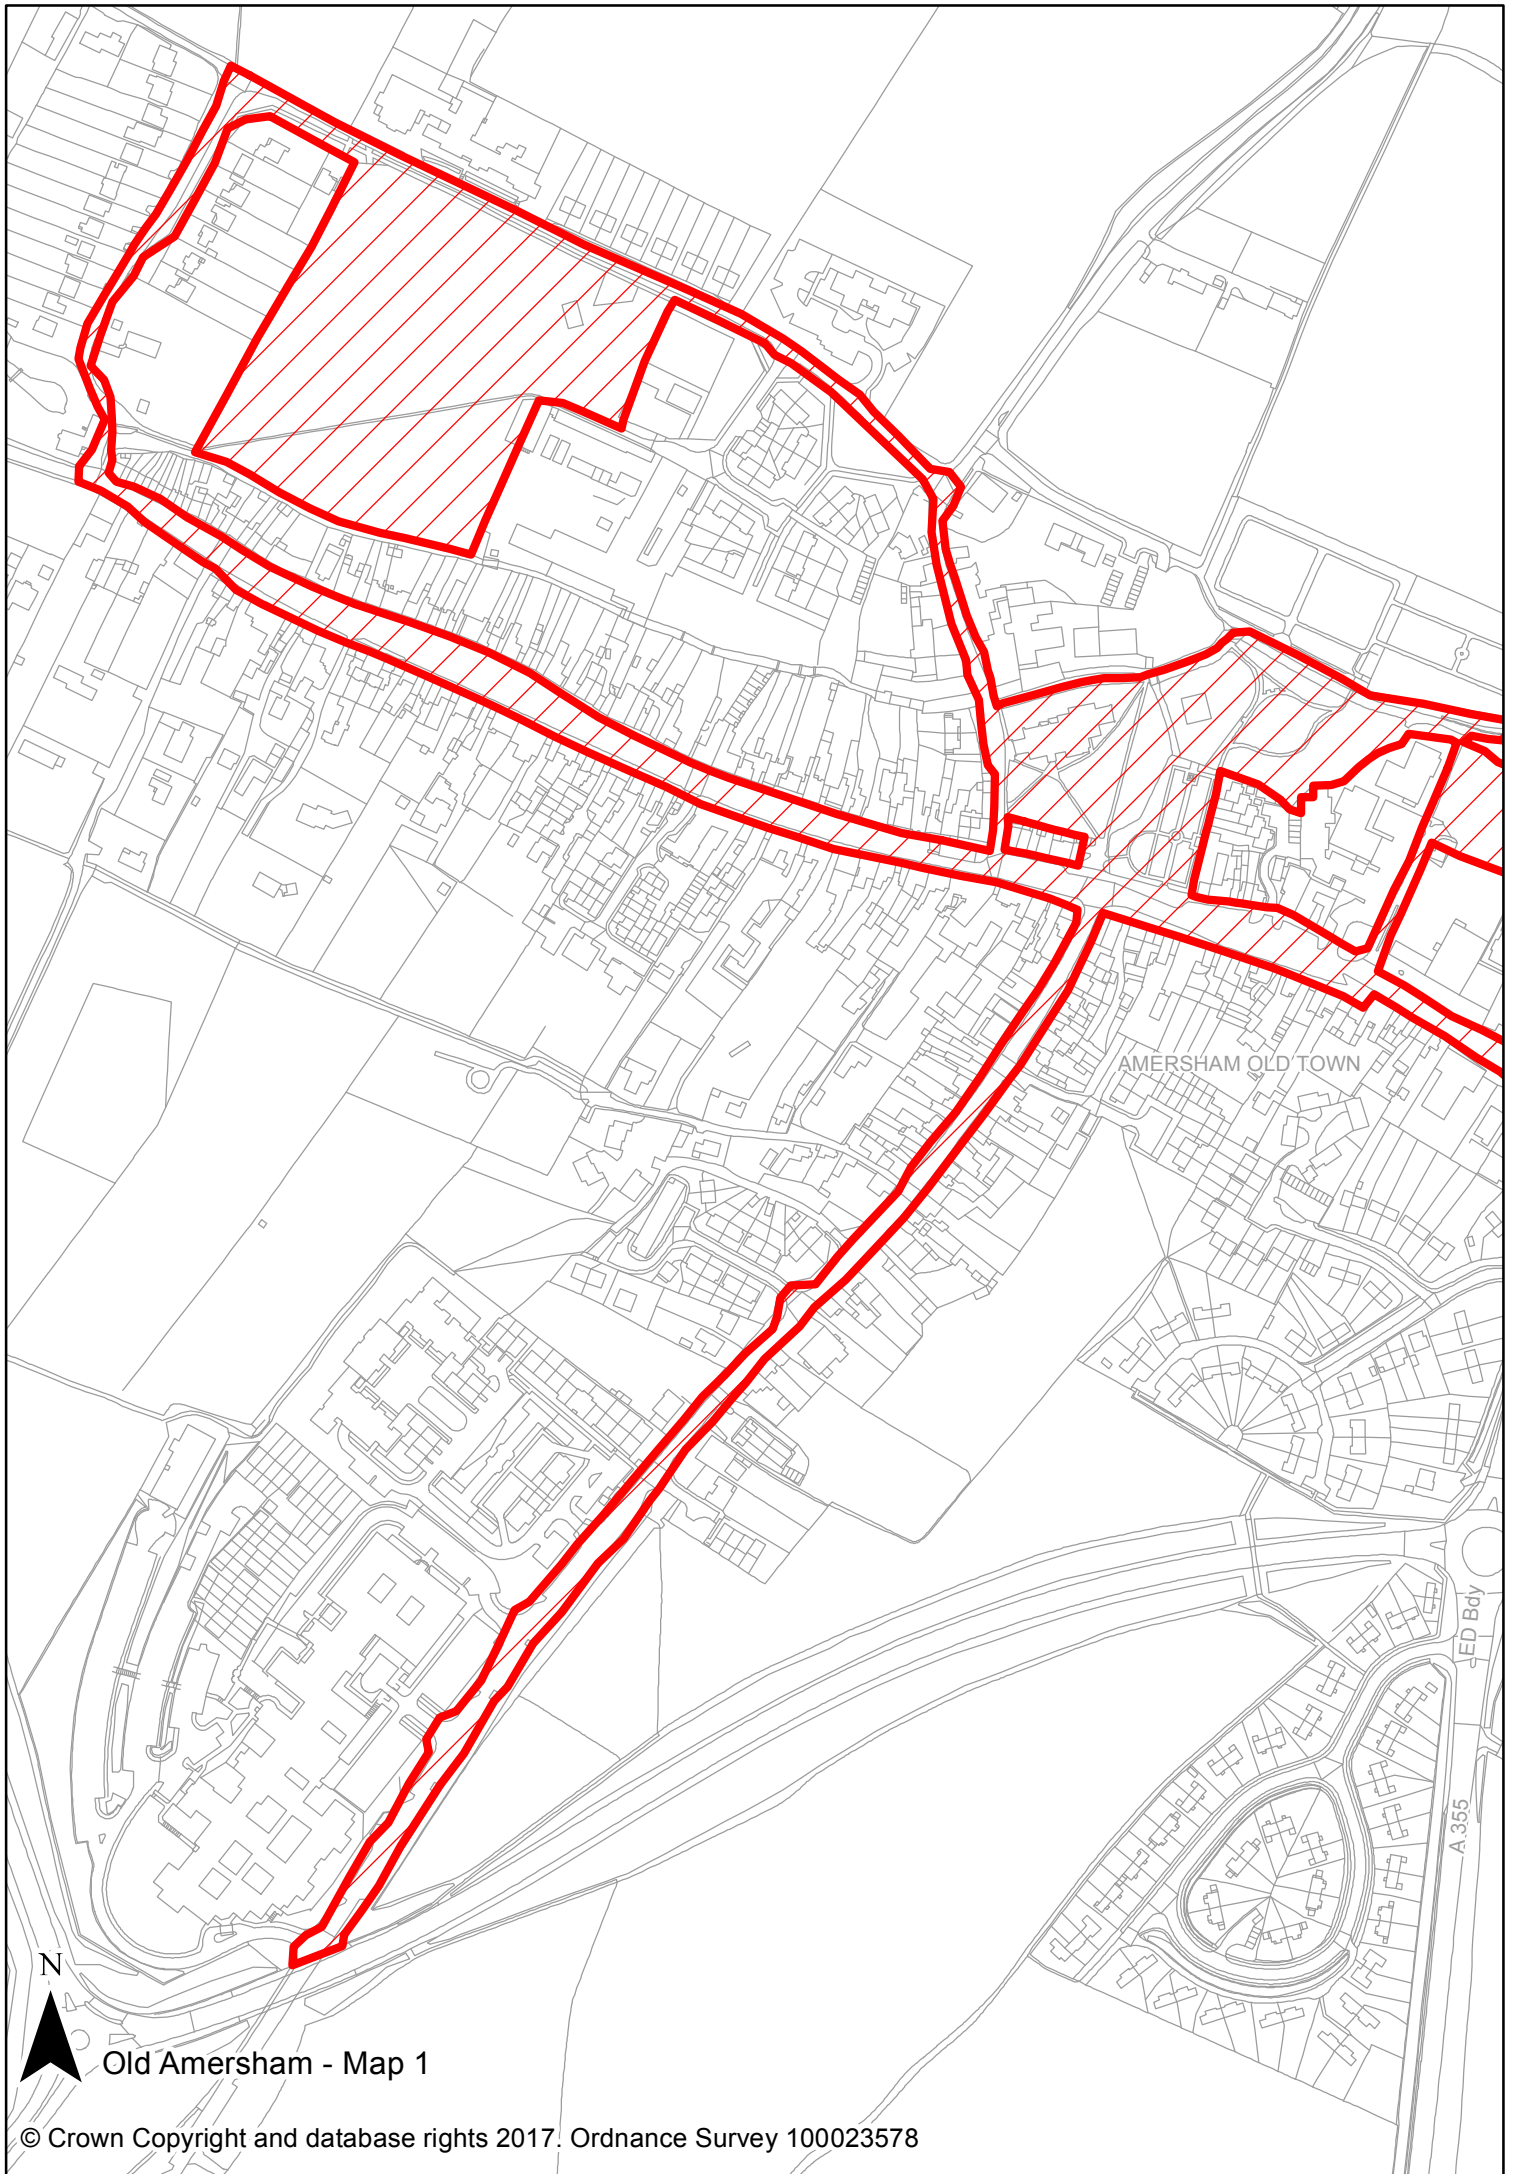 AMERSHAM OLD TOWN
ED Bdy
A 355
N
Old Amersham - Map 1
© Crown Copyright and database rights 2017. Ordnance Survey 100023578